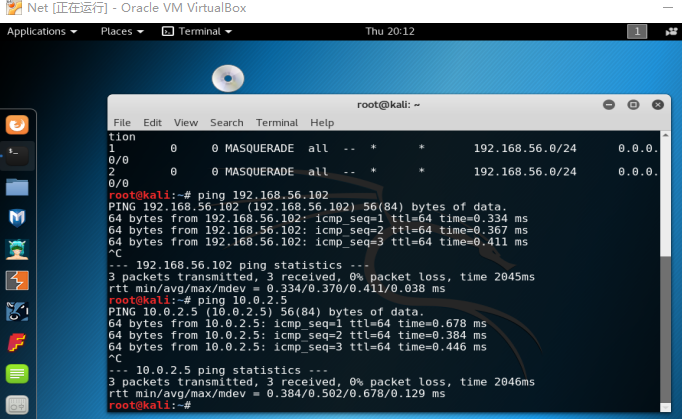 Net [正在运行] - Oracle VM VirtualBox
Applications Places Terminal Thu 20:12 1
root@kali: ~
File Edit View Search Terminal Help
tion
1 0 0 MASQUERADE all -- * * 192.168.56.0/24 0.0.0.
0/0
2 0 0 MASQUERADE all -- * * 192.168.56.0/24 0.0.0.
0/0
root@kali:~# ping 192.168.56.102
PING 192.168.56.102 (192.168.56.102) 56(84) bytes of data.
64 bytes from 192.168.56.102: icmp_seq=1 ttl=64 time=0.334 ms
64 bytes from 192.168.56.102: icmp_seq=2 ttl=64 time=0.367 ms
64 bytes from 192.168.56.102: icmp_seq=3 ttl=64 time=0.411 ms
^C
--- 192.168.56.102 ping statistics ---
3 packets transmitted, 3 received, 0% packet loss, time 2045ms
rtt min/avg/max/mdev = 0.334/0.370/0.411/0.038 ms
root@kali:~# ping 10.0.2.5
PING 10.0.2.5 (10.0.2.5) 56(84) bytes of data.
64 bytes from 10.0.2.5: icmp_seq=1 ttl=64 time=0.678 ms
64 bytes from 10.0.2.5: icmp_seq=2 ttl=64 time=0.384 ms
64 bytes from 10.0.2.5: icmp_seq=3 ttl=64 time=0.446 ms
^C
--- 10.0.2.5 ping statistics ---
3 packets transmitted, 3 received, 0% packet loss, time 2046ms
rtt min/avg/max/mdev = 0.384/0.502/0.678/0.129 ms
root@kali:~#